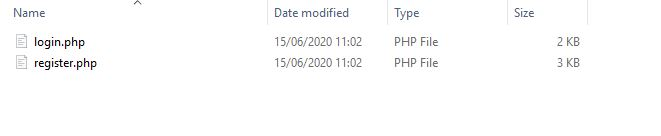 Name Date modified Type Size
login.php 15/06/2020 11:02 PHP File 2 KB
register.php 15/06/2020 11:02 PHP File 3 KB